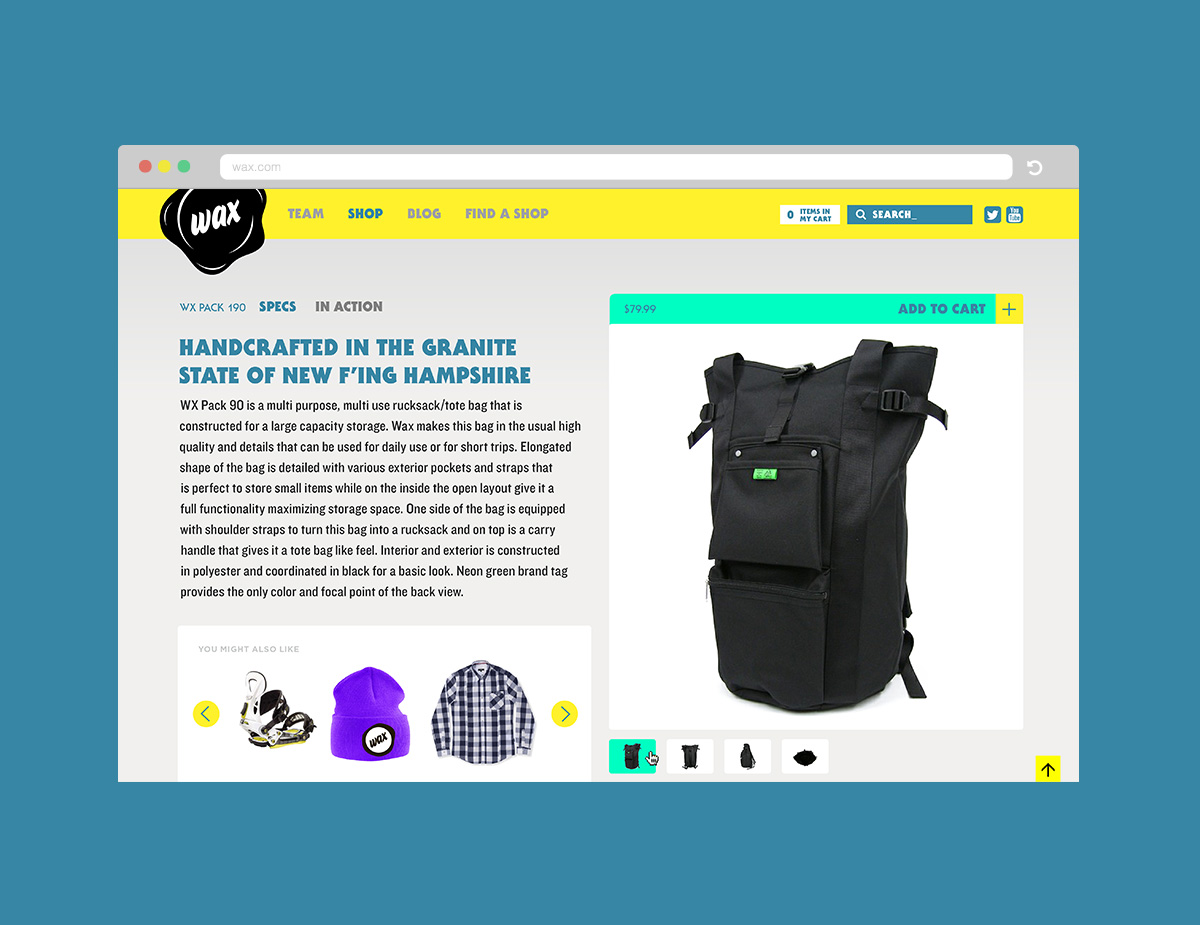 wax.com
wax
TEAM SHOP BLOG FIND A SHOP
0 ITEMS IN
MY CART
SEARCH_
You
Tube
WX PACK 190 SPECS IN ACTION
$79.99 ADD TO CART
HANDCRAFTED IN THE GRANITE
STATE OF NEW F'ING HAMPSHIRE
WX Pack 90 is a multi purpose, multi use rucksack/tote bag that is
constructed for a large capacity storage. Wax makes this bag in the usual high
quality and details that can be used for daily use or for short trips. Elongated
shape of the bag is detailed with various exterior pockets and straps that
is perfect to store small items while on the inside the open layout give it a
full functionality maximizing storage space. One side of the bag is equipped
with shoulder straps to turn this bag into a rucksack and on top is a carry
handle that gives it a tote bag like feel. Interior and exterior is constructed
in polyester and coordinated in black for a basic look. Neon green brand tag
provides the only color and focal point of the back view.
YOU MIGHT ALSO LIKE
wax